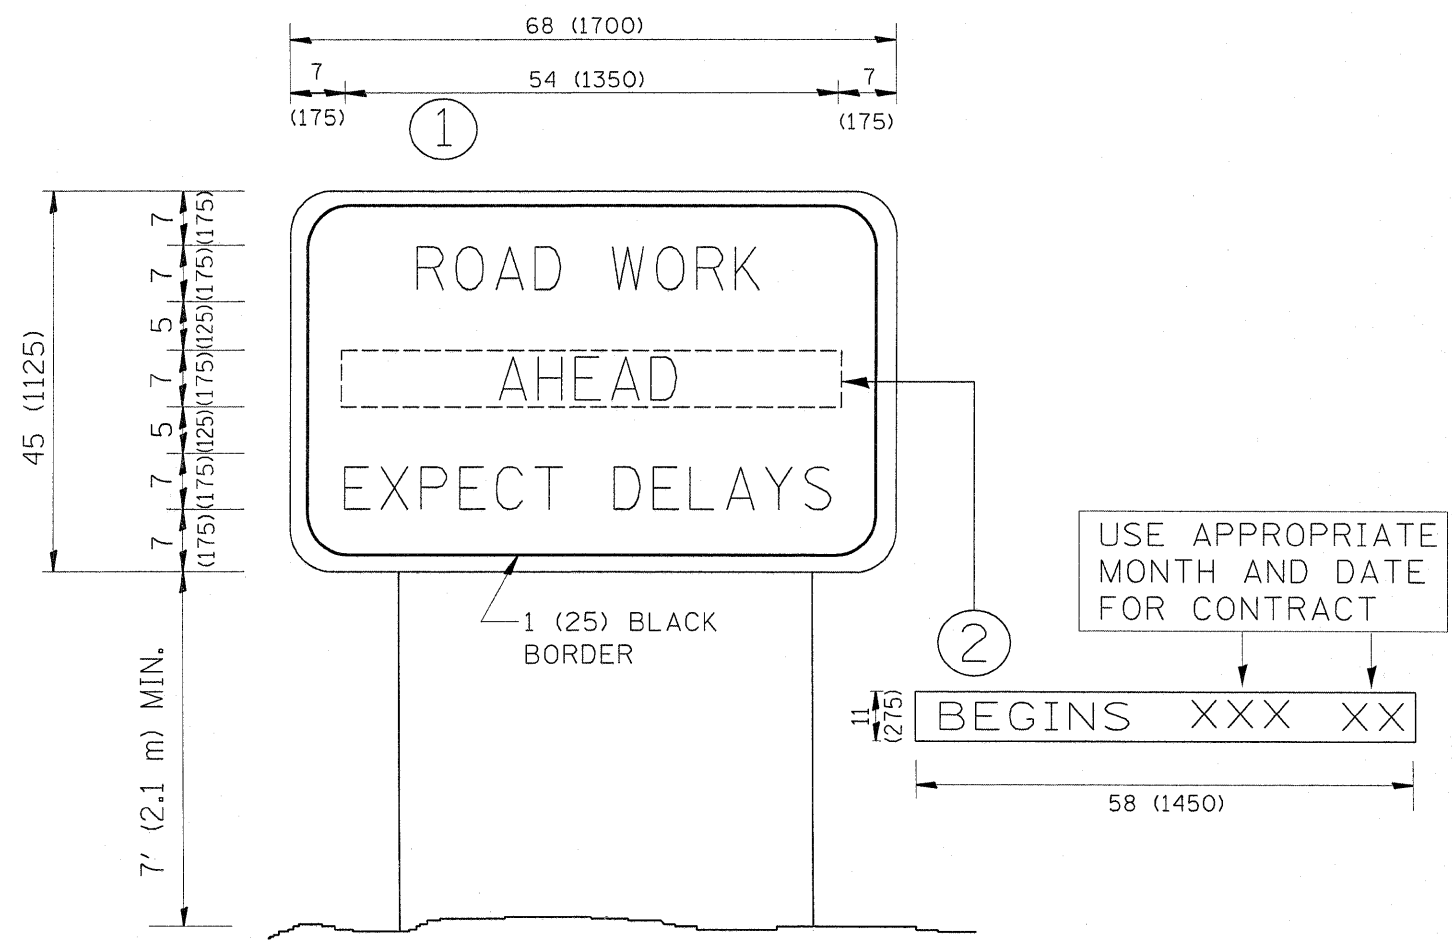 68 (1700)
7
54 (1350)
7
(175)
(175)
1
45 (1125)
7 (175)
7 (175)
5 (125)
7 (175)
5 (125)
7 (175)
7 (175)
ROAD WORK
AHEAD
EXPECT DELAYS
1 (25) BLACK
BORDER
7' (2.1 m) MIN.
2
USE APPROPRIATE
MONTH AND DATE
FOR CONTRACT
11
(275)
BEGINS XXX XX
58 (1450)